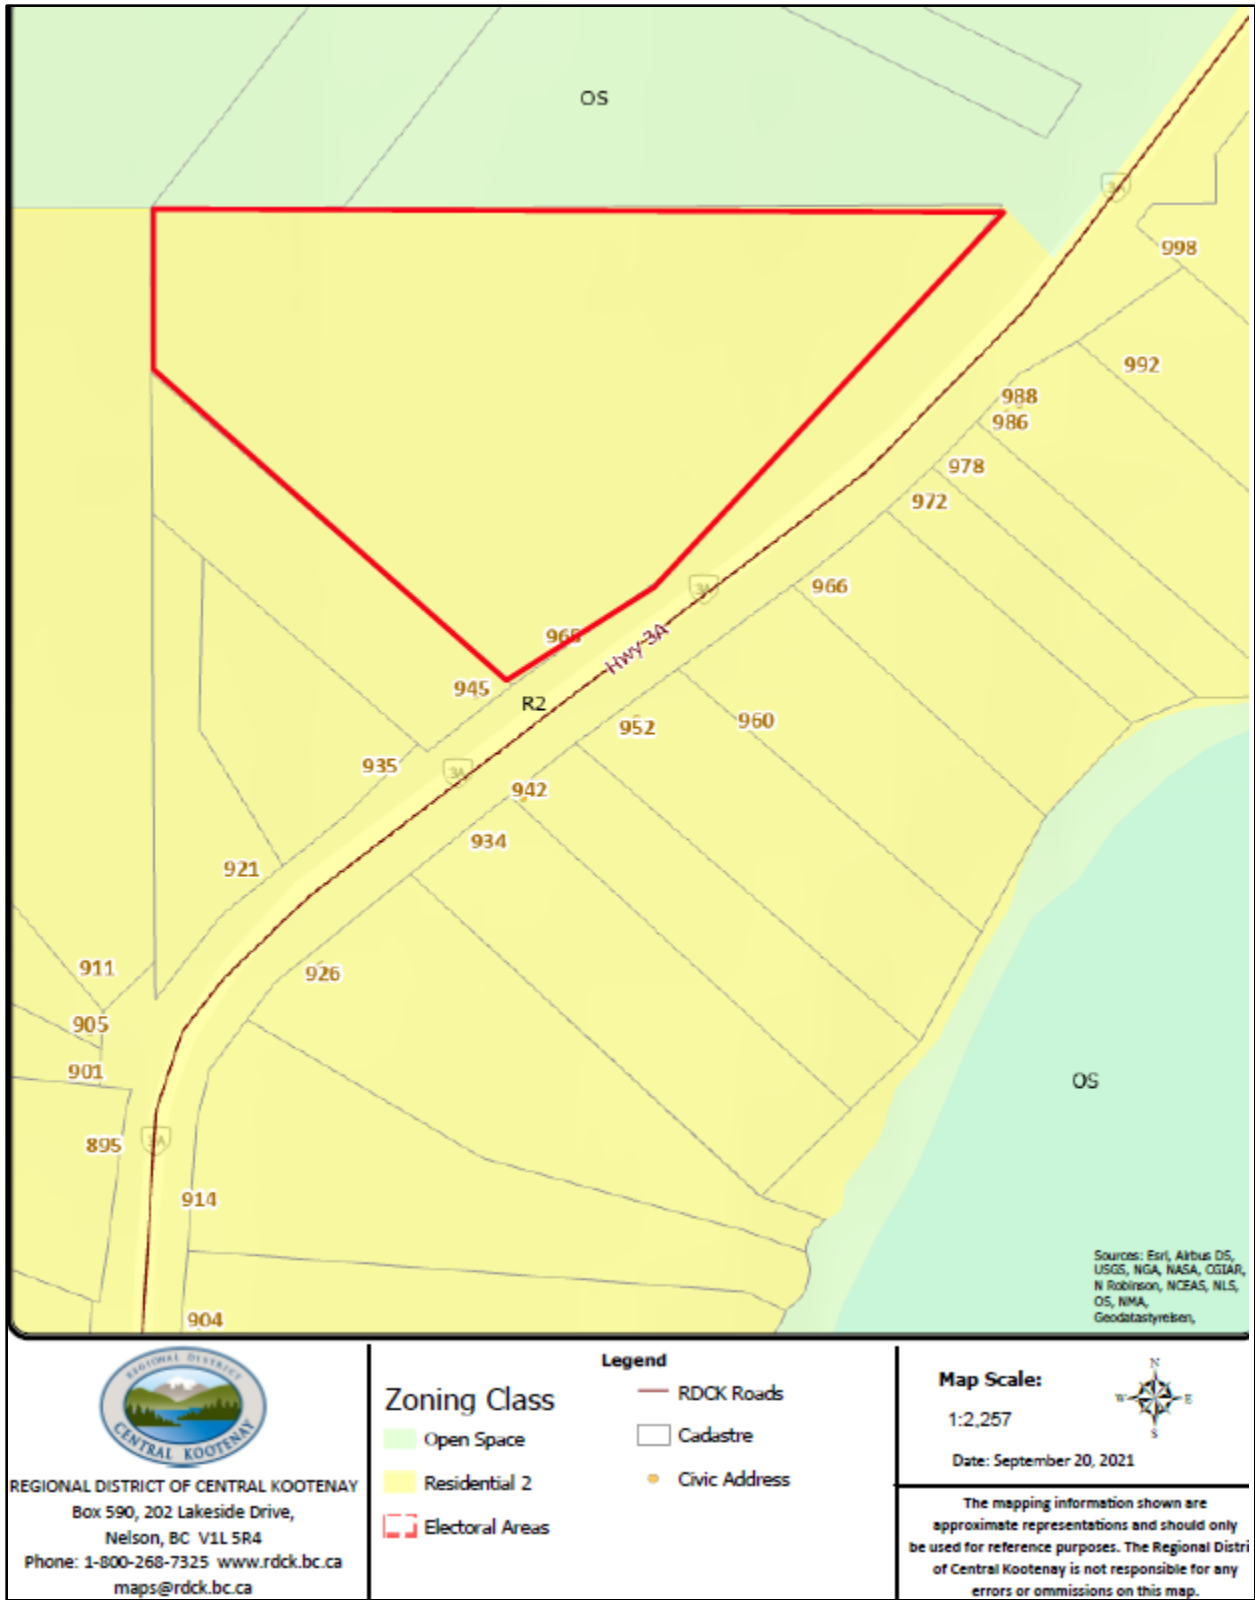 OS
3A
998
992
988
986
978
972
3A
966
965
Hwy 3A
945
R2
952
960
935
3A
942
934
921
911
926
905
901
OS
895
3A
914
904
Sources: Esri, Airbus DS,
USGS, NGA, NASA, CGIAR,
N Robinson, NCEAS, NLS,
OS, NMA,
Geodatastyrelsen,
REGIONAL DISTRICT
CENTRAL KOOTENAY
REGIONAL DISTRICT OF CENTRAL KOOTENAY
Box 590, 202 Lakeside Drive,
Nelson, BC V1L 5R4
Phone: 1-800-268-7325 www.rdck.bc.ca
maps@rdck.bc.ca
Legend
Zoning Class
Open Space
Residential 2
Electoral Areas
RDCK Roads
Cadastre
Civic Address
Map Scale:
1:2,257
N
W
E
S
Date: September 20, 2021
The mapping information shown are
approximate representations and should only
be used for reference purposes. The Regional Distri
of Central Kootenay is not responsible for any
errors or ommissions on this map.